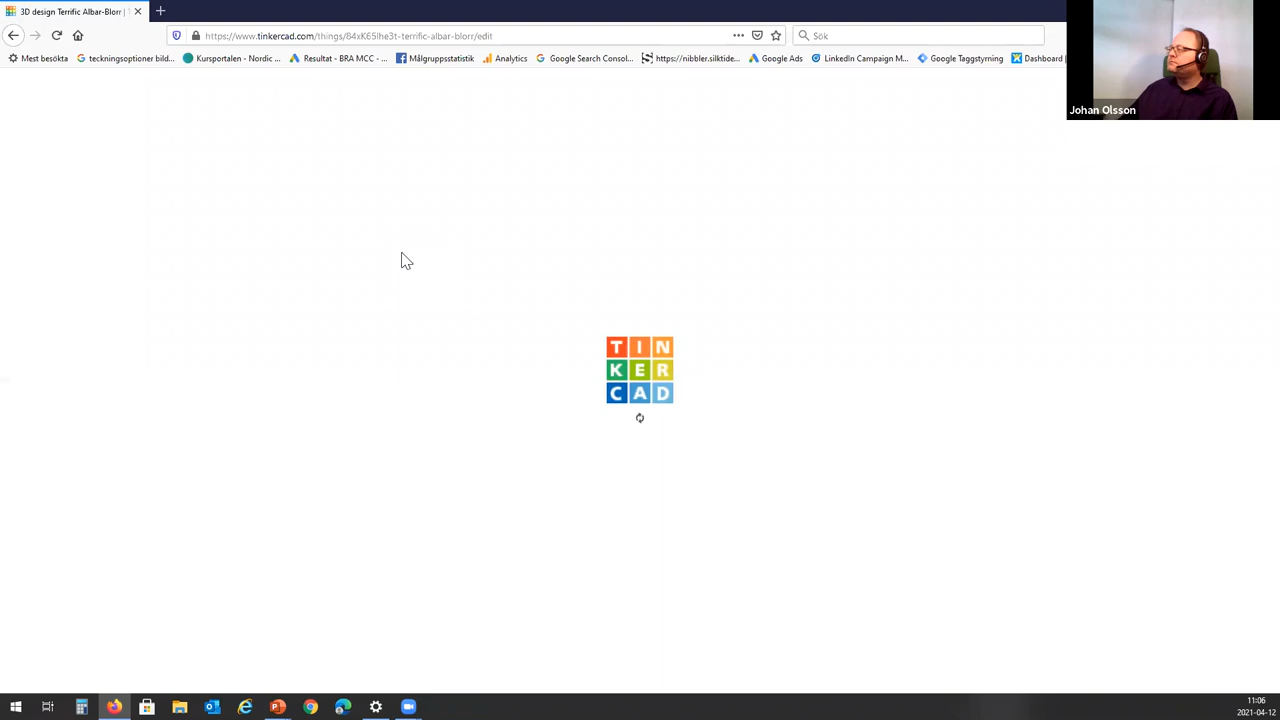 3D design Terrific Albar-Blorr | T
https://www.tinkercad.com/things/84xK65lhe3t-terrific-albar-blorr/edit
Sök
Mest besökta
teckningsoptioner bild...
Kursportalen - Nordic ...
Resultat - BRA MCC - ...
Målgruppsstatistik
Analytics
Google Search Consol...
https://nibbler.silktide...
Google Ads
LinkedIn Campaign M...
Google Taggstyrning
Dashboard |
Johan Olsson
TIN
KER
CAD
11:06
2021-04-12